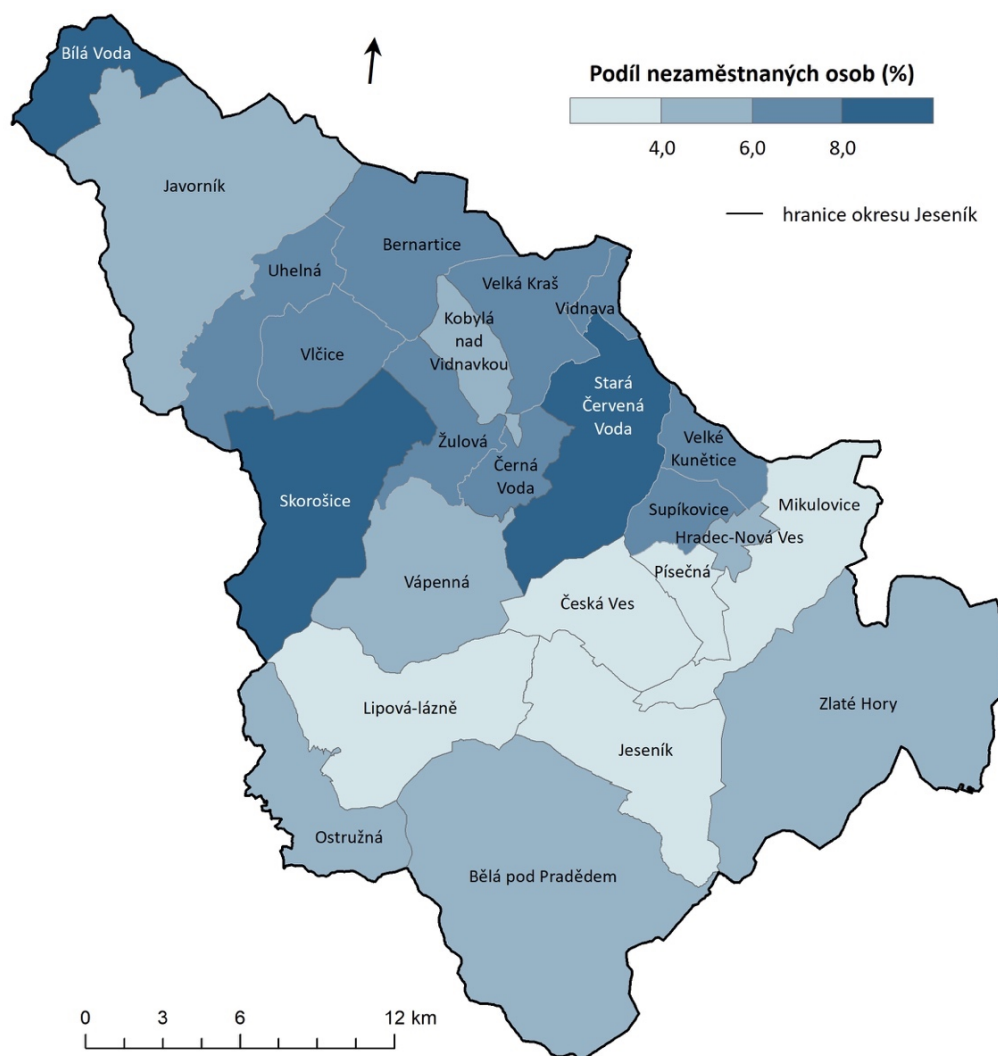 Bílá Voda
Podíl nezaměstnaných osob (%)
4,0 6,0 8,0
hranice okresu Jeseník
Javorník
Bernartice
Uhelná
Velká Kraš
Vidnava
Kobylá
nad
Vidnavkou
Vlčice
Stará
Červená
Voda
Žulová
Velké
Kunětice
Černá
Voda
Skorošice
Mikulovice
Supíkovice
Hradec-Nová Ves
Písečná
Vápenná
Česká Ves
Zlaté Hory
Lipová-lázně
Jeseník
Ostružná
Bělá pod Pradědem
0 3 6 12 km